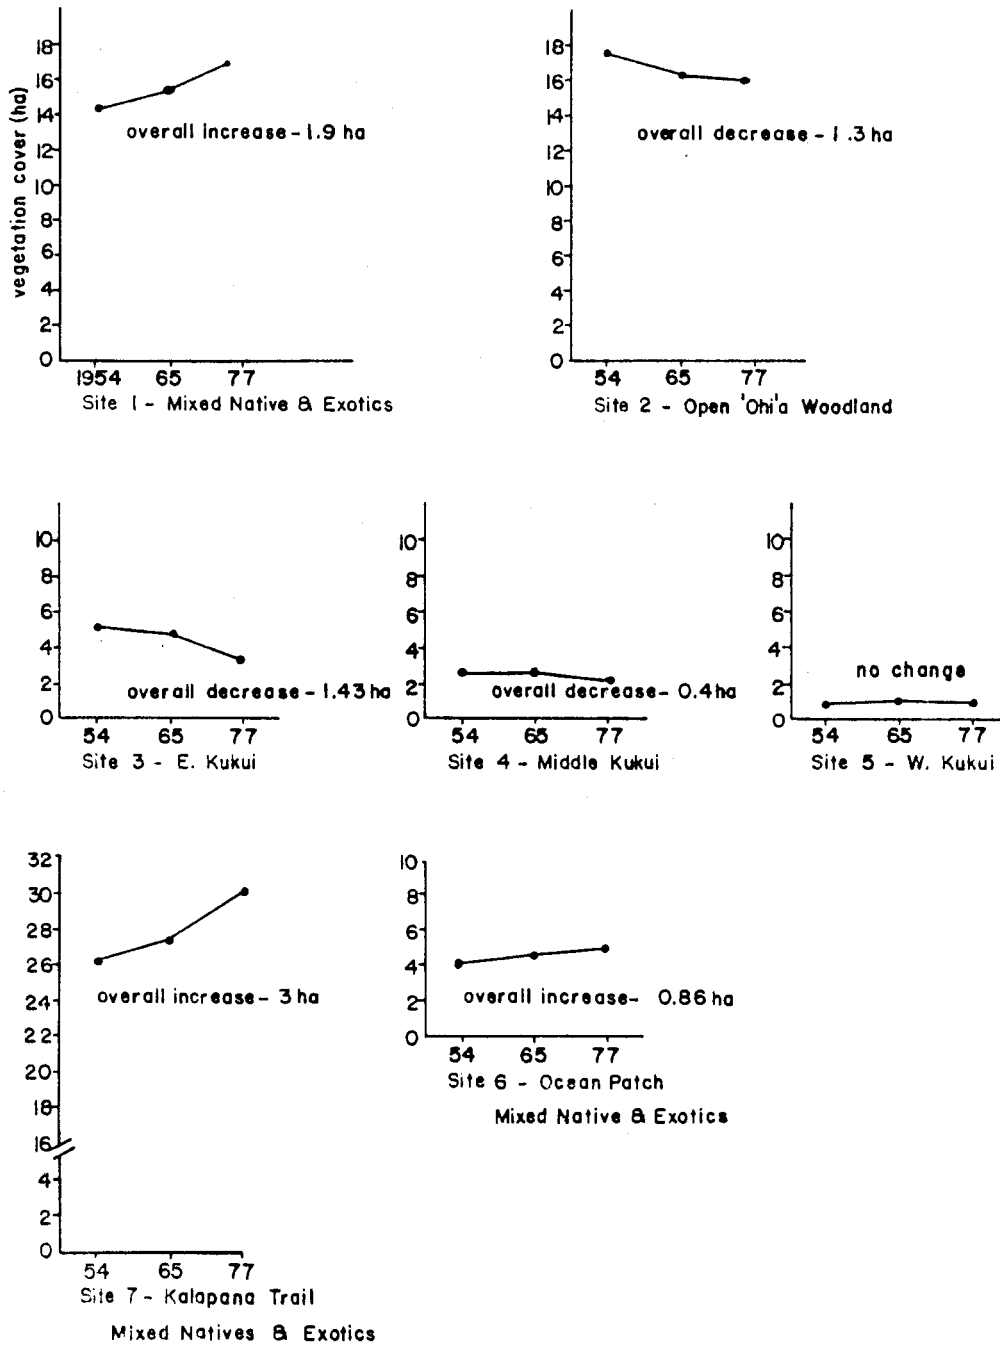 vegetation cover (ha)
18
16
14
12
10
8
6
4
2
0
overall increase - 1.9 ha
1954 65 77
Site 1 - Mixed Native & Exotics
18
16
14
12
10
8
6
4
2
0
overall decrease - 1.3 ha
54 65 77
Site 2 - Open 'Ohi'a Woodland
10
8
6
4
2
0
overall decrease - 1.43 ha
54 65 77
Site 3 - E. Kukui
10
8
6
4
2
0
overall decrease - 0.4 ha
54 65 77
Site 4 - Middle Kukui
10
8
6
4
2
0
no change
54 65 77
Site 5 - W. Kukui
32
30
28
26
24
22
20
18
16
4
2
0
overall increase - 3 ha
54 65 77
Site 7 - Kalapana Trail
Mixed Natives & Exotics
10
8
6
4
2
0
overall increase - 0.86 ha
54 65 77
Site 6 - Ocean Patch
Mixed Native & Exotics